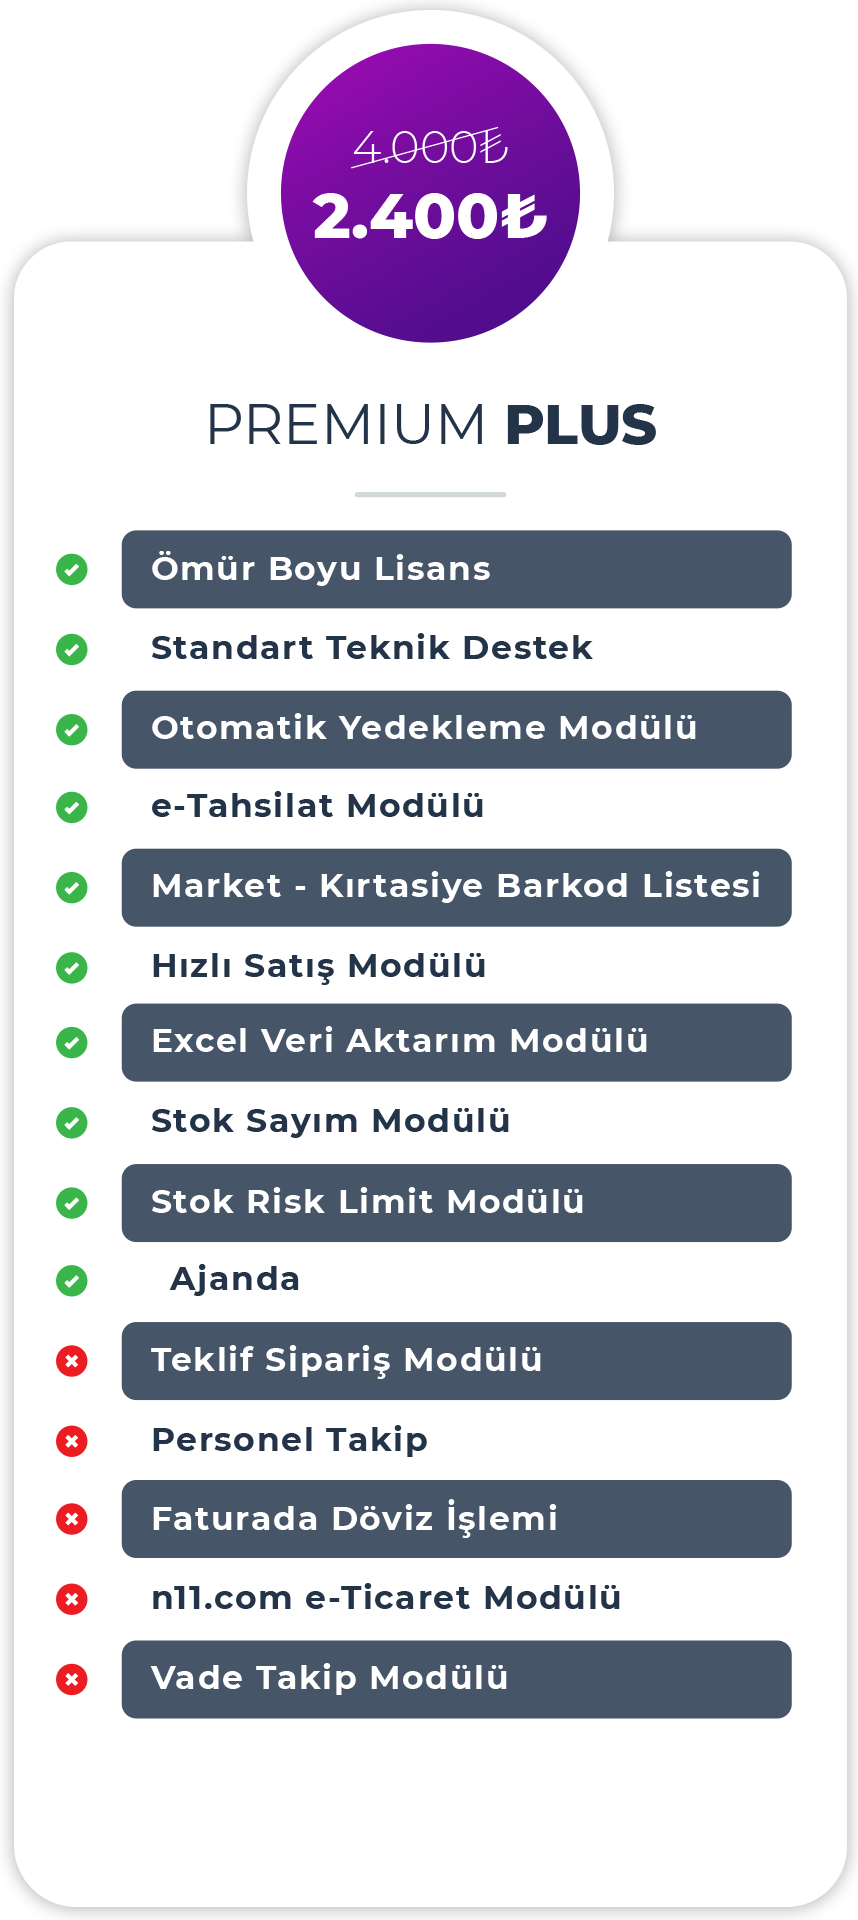 4.000₺
2.400₺
PREMIUM PLUS
Ömür Boyu Lisans
Standart Teknik Destek
Otomatik Yedekleme Modülü
e-Tahsilat Modülü
Market - Kırtasiye Barkod Listesi
Hızlı Satış Modülü
Excel Veri Aktarım Modülü
Stok Sayım Modülü
Stok Risk Limit Modülü
Ajanda
Teklif Sipariş Modülü
Personel Takip
Faturada Döviz İşlemi
n11.com e-Ticaret Modülü
Vade Takip Modülü